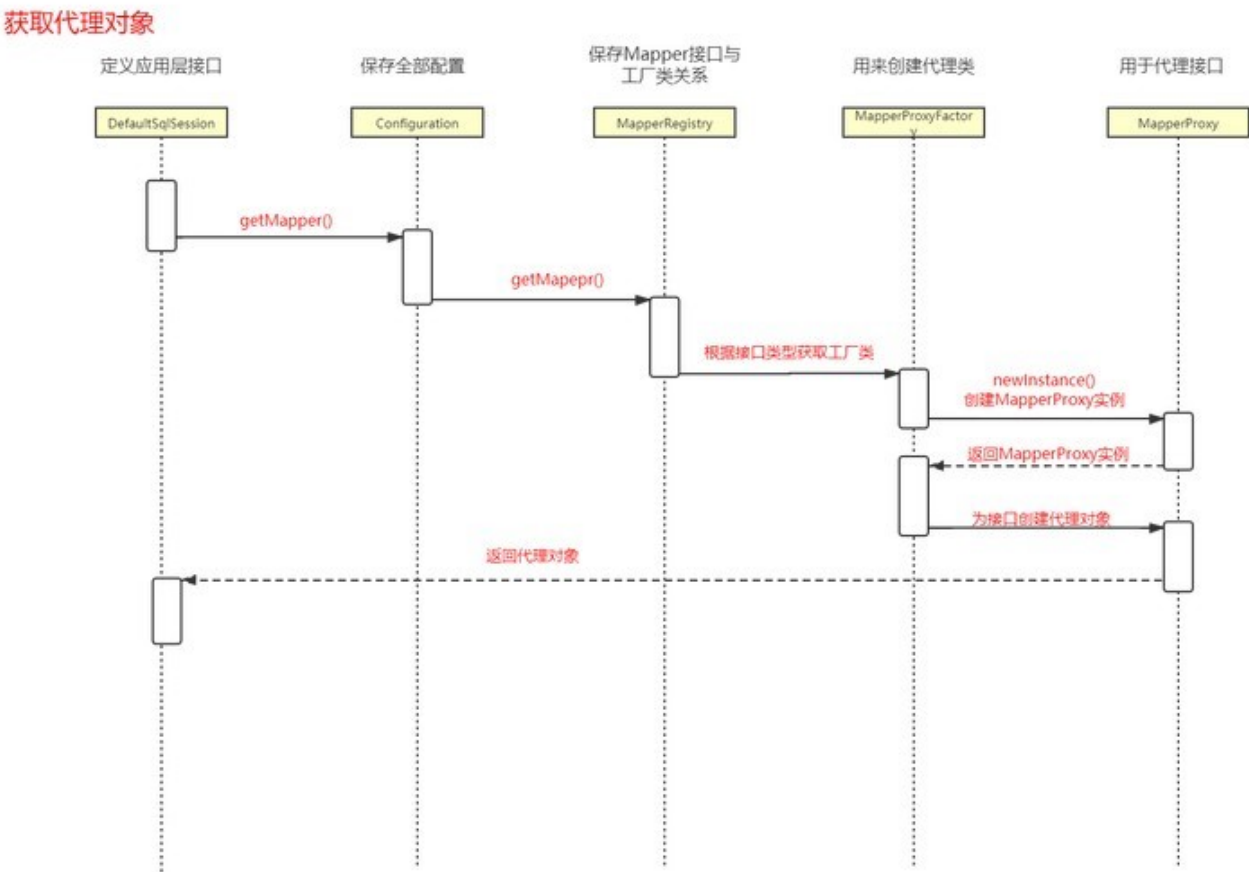 获取代理对象
定义应用层接口
保存全部配置
保存Mapper接口与
工厂类关系
用来创建代理类
用于代理接口
DefaultSqlSession
Configuration
MapperRegistry
MapperProxyFactor
y
MapperProxy
getMapper()
getMapepr()
根据接口类型获取工厂类
newInstance()
创建MapperProxy实例
返回MapperProxy实例
为接口创建代理对象
返回代理对象